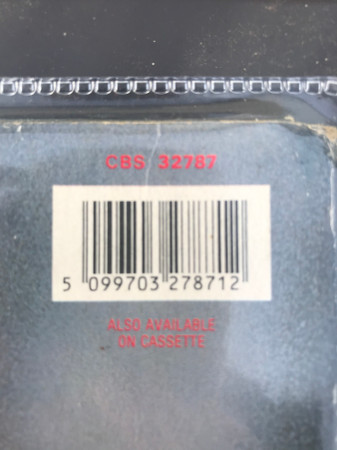 CBS 32787
5 099703 278712
ALSO AVAILABLE
ON CASSETTE